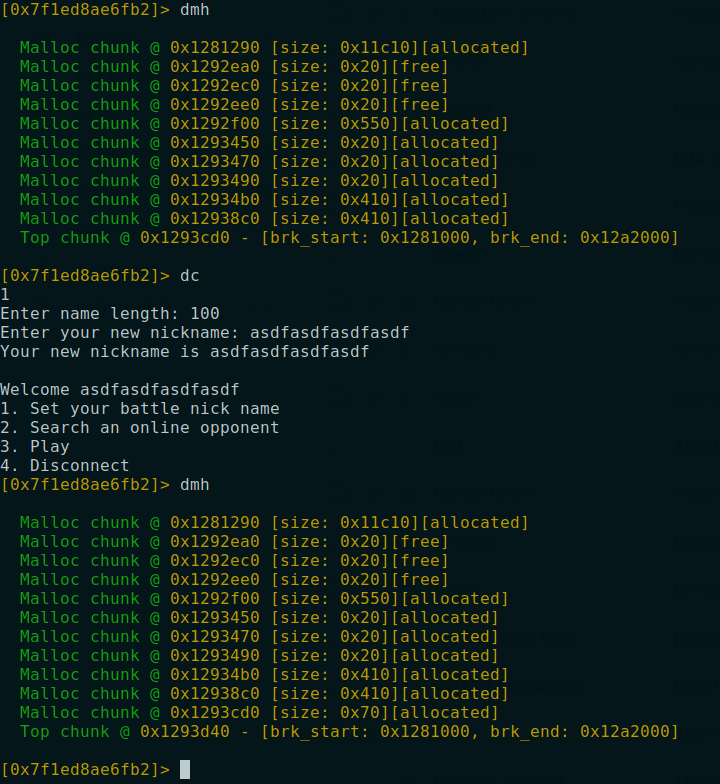 [0x7f1ed8ae6fb2]> dmh
Malloc chunk @ 0x1281290 [size: 0x11c10][allocated]
Malloc chunk @ 0x1292ea0 [size: 0x20][free]
Malloc chunk @ 0x1292ec0 [size: 0x20][free]
Malloc chunk @ 0x1292ee0 [size: 0x20][free]
Malloc chunk @ 0x1292f00 [size: 0x550][allocated]
Malloc chunk @ 0x1293450 [size: 0x20][allocated]
Malloc chunk @ 0x1293470 [size: 0x20][allocated]
Malloc chunk @ 0x1293490 [size: 0x20][allocated]
Malloc chunk @ 0x12934b0 [size: 0x410][allocated]
Malloc chunk @ 0x12938c0 [size: 0x410][allocated]
Top chunk @ 0x1293cd0 - [brk_start: 0x1281000, brk_end: 0x12a2000]
[0x7f1ed8ae6fb2]> dc
1
Enter name length: 100
Enter your new nickname: asdfasdfasdfasdf
Your new nickname is asdfasdfasdfasdf
Welcome asdfasdfasdfasdf
1. Set your battle nick name
2. Search an online opponent
3. Play
4. Disconnect
[0x7f1ed8ae6fb2]> dmh
Malloc chunk @ 0x1281290 [size: 0x11c10][allocated]
Malloc chunk @ 0x1292ea0 [size: 0x20][free]
Malloc chunk @ 0x1292ec0 [size: 0x20][free]
Malloc chunk @ 0x1292ee0 [size: 0x20][free]
Malloc chunk @ 0x1292f00 [size: 0x550][allocated]
Malloc chunk @ 0x1293450 [size: 0x20][allocated]
Malloc chunk @ 0x1293470 [size: 0x20][allocated]
Malloc chunk @ 0x1293490 [size: 0x20][allocated]
Malloc chunk @ 0x12934b0 [size: 0x410][allocated]
Malloc chunk @ 0x12938c0 [size: 0x410][allocated]
Malloc chunk @ 0x1293cd0 [size: 0x70][allocated]
Top chunk @ 0x1293d40 - [brk_start: 0x1281000, brk_end: 0x12a2000]
[0x7f1ed8ae6fb2]>